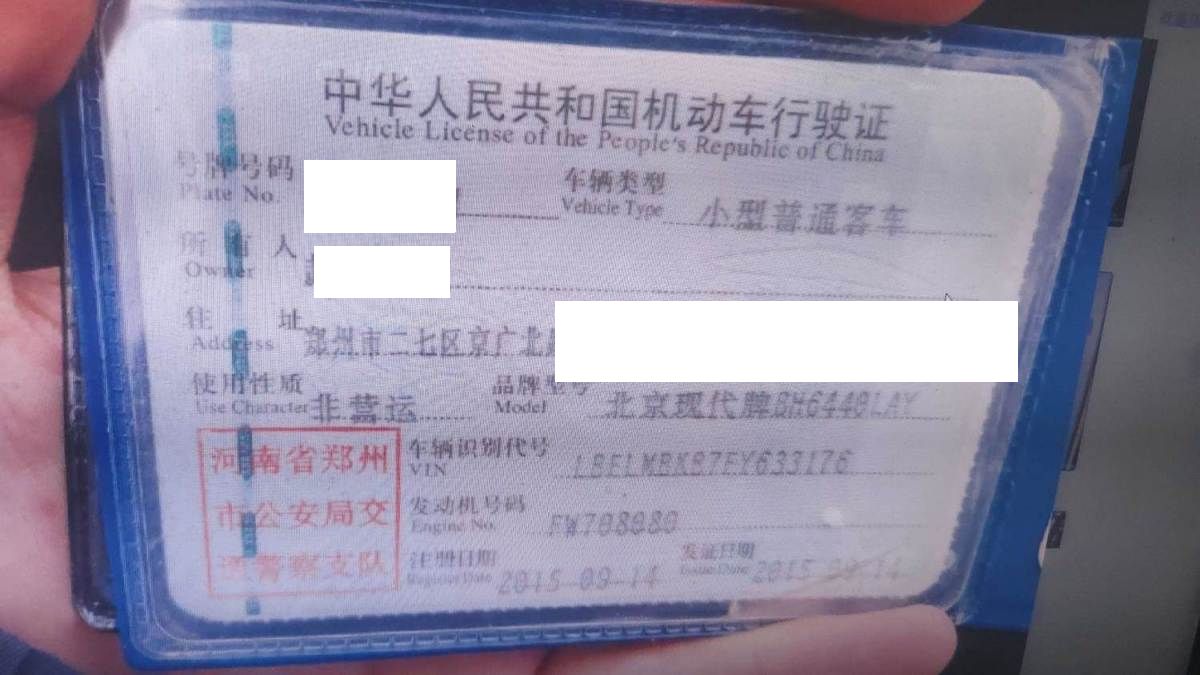 中华人民共和国机动车行驶证
Vehicle License of the People's Republic of China
号牌号码
Plate No.
车辆类型 小型普通客车
Vehicle Type
所有人
Owner
住址 郑州市二七区京广北
Address
使用性质 非营运
Use Character
品牌型号 北京现代牌BH6440LAY
Model
河南省郑州
市公安局交
通警察支队
车辆识别代号 LBELMBKB7FY633176
VIN
发动机号码 FW708080
Engine No.
注册日期 2015-09-14
Register Date
发证日期 2015-09-14
Issue Date